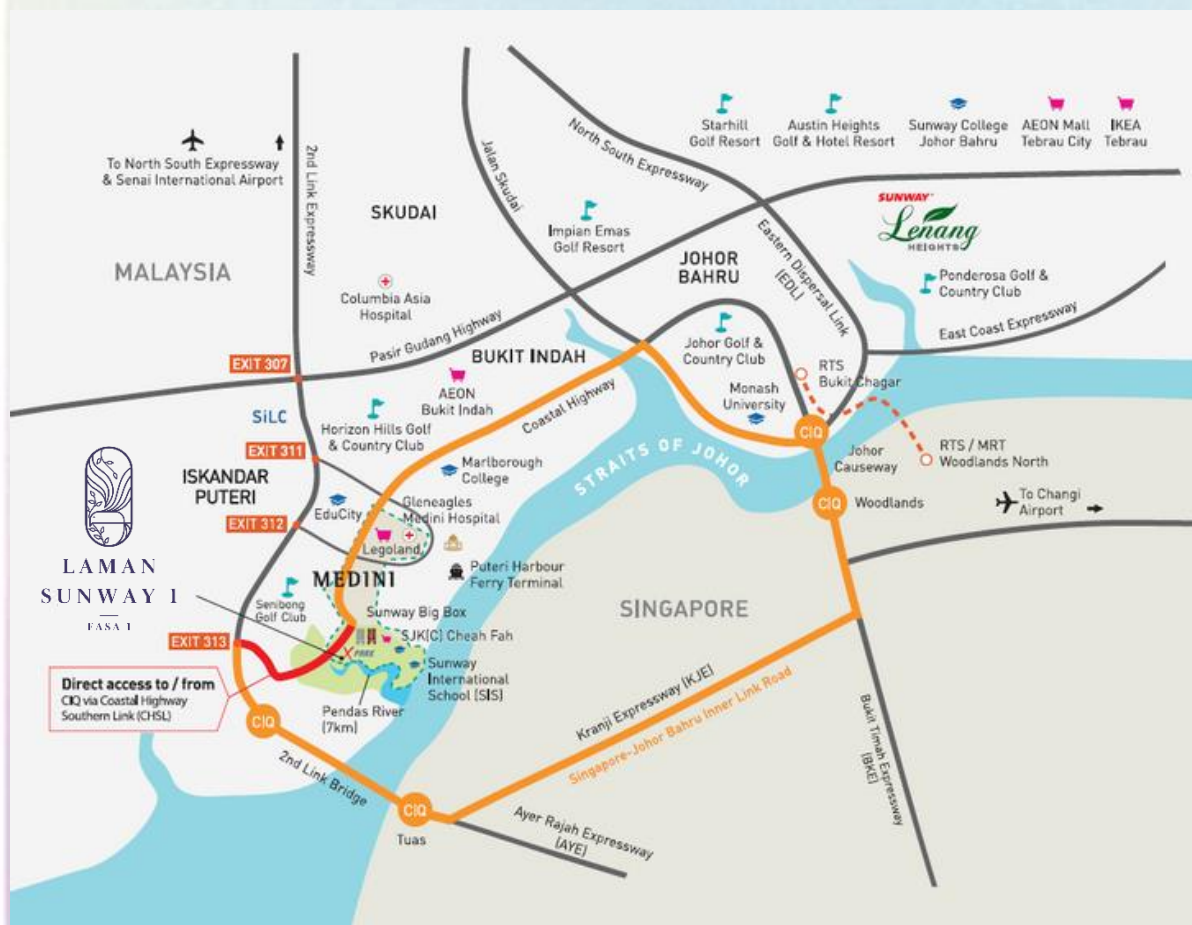 Starhill
Golf Resort
Austin Heights
Golf & Hotel Resort
Sunway College
Johor Bahru
AEON Mall
Tebrau City
IKEA
Tebrau
To North South Expressway
& Senai International Airport
2nd Link Expressway
Jalan Skudai
North South Expressway
SKUDAI
Impian Emas
Golf Resort
MALAYSIA
JOHOR
BAHRU
Eastern Dispersal Link
(EDL)
SUNWAY
Lenang
HEIGHTS
Ponderosa Golf &
Country Club
Columbia Asia
Hospital
Pasir Gudang Highway
East Coast Expressway
BUKIT INDAH
Johor Golf &
Country Club
EXIT 307
AEON
Bukit Indah
RTS
Bukit Chagar
Monash
University
SiLC
Horizon Hills Golf
& Country Club
Coastal Highway
CIQ
Johor
Causeway
RTS / MRT
Woodlands North
EXIT 311
STRAITS OF JOHOR
ISKANDAR
PUTERI
Marlborough
College
EduCity
Gleneagles
Medini Hospital
CIQ
Woodlands
To Changi
Airport
EXIT 312
Legoland
LAMAN
SUNWAY 1
FASA 1
MEDINI
Puteri Harbour
Ferry Terminal
SINGAPORE
Senibong
Golf Club
Sunway Big Box
EXIT 313
SJK(C) Cheah Fah
X PARK
Sunway
International
School (SIS)
Direct access to / from
CIQ via Coastal Highway
Southern Link (CHSL)
Pendas River
(7km)
CIQ
Kranji Expressway (KJE)
Singapore-Johor Bahru Inner Link Road
Bukit Timah Expressway
(BKE)
2nd Link Bridge
CIQ
Tuas
Ayer Rajah Expressway
(AYE)